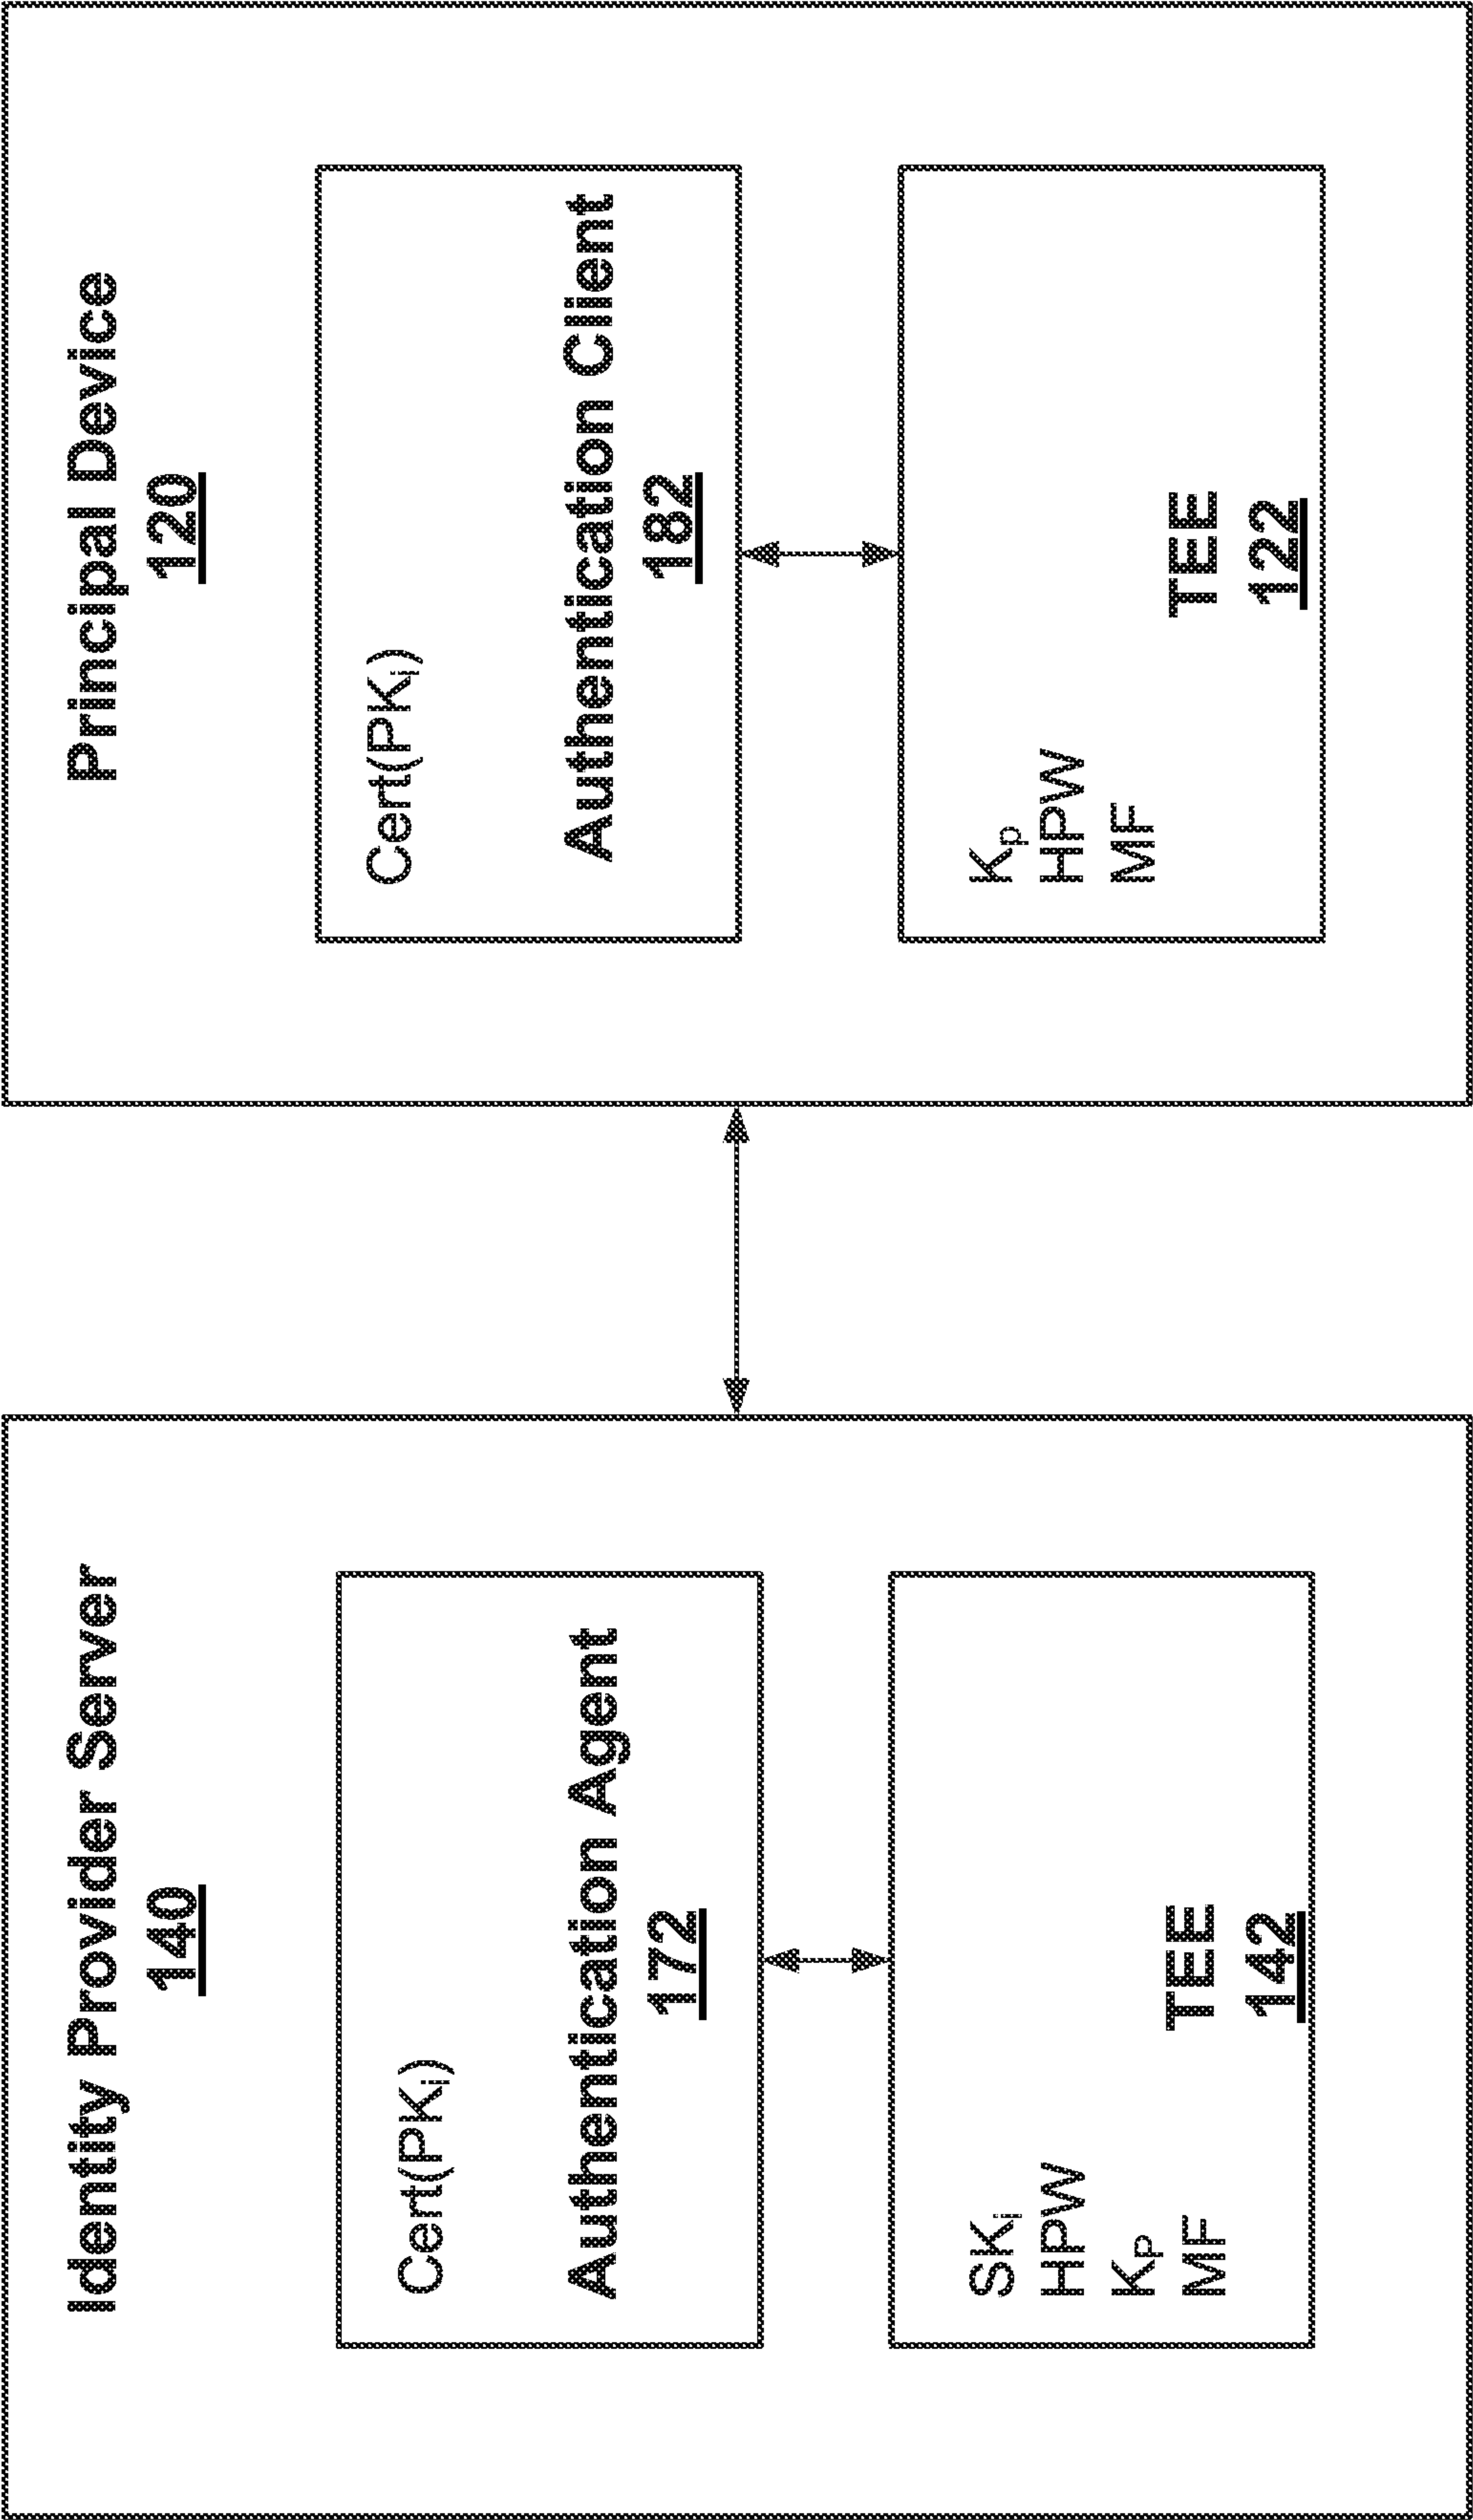 Identity Provider Server
140
Cert(PKᵢ)
Authentication Agent
172
SKᵢ
HPW
Kₚ
MF
TEE
142
Principal Device
120
Cert(PKᵢ)
Authentication Client
182
Kₚ
HPW
MF
TEE
122